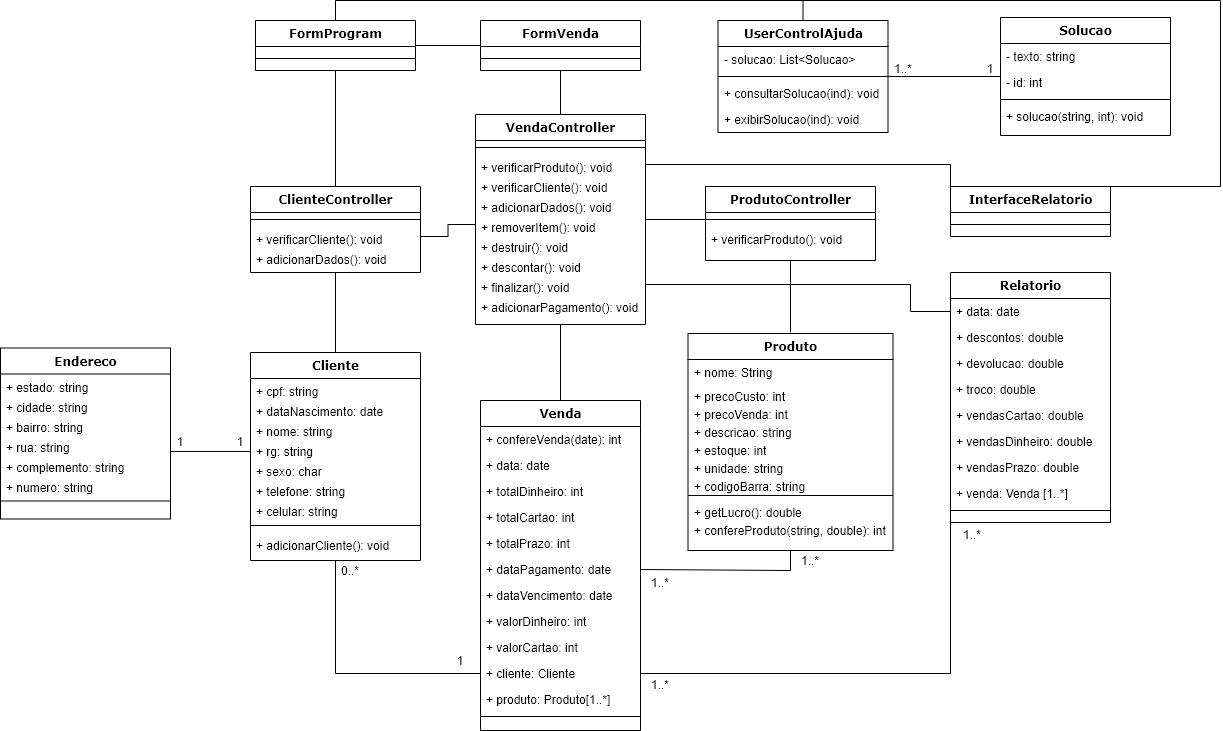 FormProgram
FormVenda
UserControlAjuda
- solucao: List<Solucao>
+ consultarSolucao(ind): void
+ exibirSolucao(ind): void
1..*
1
Solucao
- texto: string
- id: int
+ solucao(string, int): void
VendaController
+ verificarProduto(): void
+ verificarCliente(): void
+ adicionarDados(): void
+ removerItem(): void
+ destruir(): void
+ descontar(): void
+ finalizar(): void
+ adicionarPagamento(): void
ClienteController
+ verificarCliente(): void
+ adicionarDados(): void
ProdutoController
+ verificarProduto(): void
InterfaceRelatorio
Relatorio
+ data: date
+ descontos: double
+ devolucao: double
+ troco: double
+ vendasCartao: double
+ vendasDinheiro: double
+ vendasPrazo: double
+ venda: Venda [1..*]
1..*
Endereco
+ estado: string
+ cidade: string
+ bairro: string
+ rua: string
+ complemento: string
+ numero: string
1
1
Cliente
+ cpf: string
+ dataNascimento: date
+ nome: string
+ rg: string
+ sexo: char
+ telefone: string
+ celular: string
+ adicionarCliente(): void
0..*
1
Venda
+ confereVenda(date): int
+ data: date
+ totalDinheiro: int
+ totalCartao: int
+ totalPrazo: int
+ dataPagamento: date
+ dataVencimento: date
+ valorDinheiro: int
+ valorCartao: int
+ cliente: Cliente
+ produto: Produto[1..*]
Produto
+ nome: String
+ precoCusto: int
+ precoVenda: int
+ descricao: string
+ estoque: int
+ unidade: string
+ codigoBarra: string
+ getLucro(): double
+ confereProduto(string, double): int
1..*
1..*
1..*